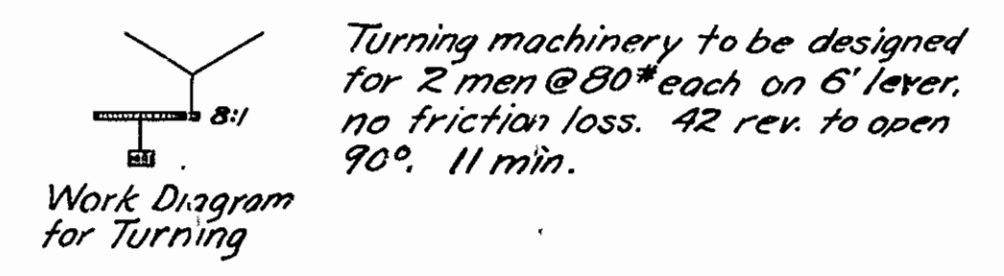 Turning machinery to be designed
for 2 men @ 80# each on 6' lever,
no friction loss. 42 rev. to open
90°. 11 min.
8:1
Work Diagram
for Turning